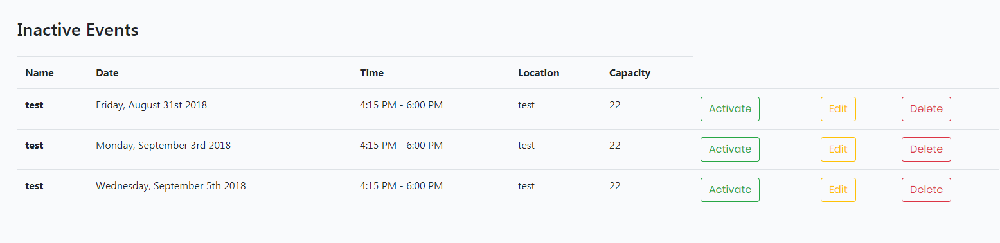 Inactive Events
Name Date Time Location Capacity
test Friday, August 31st 2018 4:15 PM - 6:00 PM test 22 Activate Edit Delete
test Monday, September 3rd 2018 4:15 PM - 6:00 PM test 22 Activate Edit Delete
test Wednesday, September 5th 2018 4:15 PM - 6:00 PM test 22 Activate Edit Delete